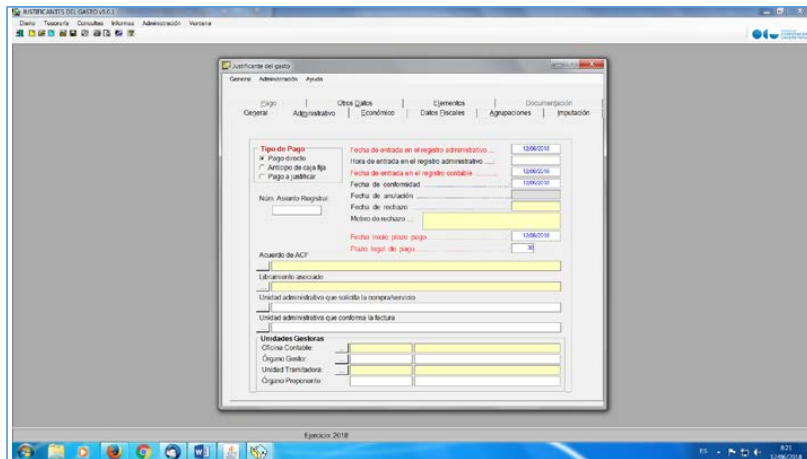 JUSTIFICANTES DEL GASTO v5.0.1
Diario Tesorería Consultas Informes Administración Ventana
Justificante del gasto
General Administración Ayuda
Pago Otros Datos Elementos Documentación
General Administrativo Económico Datos Fiscales Agrupaciones Imputación
Tipo de Pago
Pago directo
Anticipo de caja fija
Pago a justificar
Núm. Asiento Registral:
Fecha de entrada en el registro administrativo ... 12/06/2018
Hora de entrada en el registro administrativo ......
Fecha de entrada en el registro contable ............ 12/06/2018
Fecha de conformidad ................ 12/06/2018
Fecha de anulación ................
Fecha de rechazo ................
Motivo de rechazo ...:
Fecha inicio plazo pago ................ 12/06/2018
Plazo legal de pago ................ 30
Acuerdo de ACF
...
Libramiento asociado
...
Unidad administrativa que solicita la compra/servicio
...
Unidad administrativa que conforma la factura
...
Unidades Gestoras
Oficina Contable: ...
Órgano Gestor: ...
Unidad Tramitadora: ...
Órgano Proponente:
Ejercicio: 2018
ES
8:21
12/06/2018